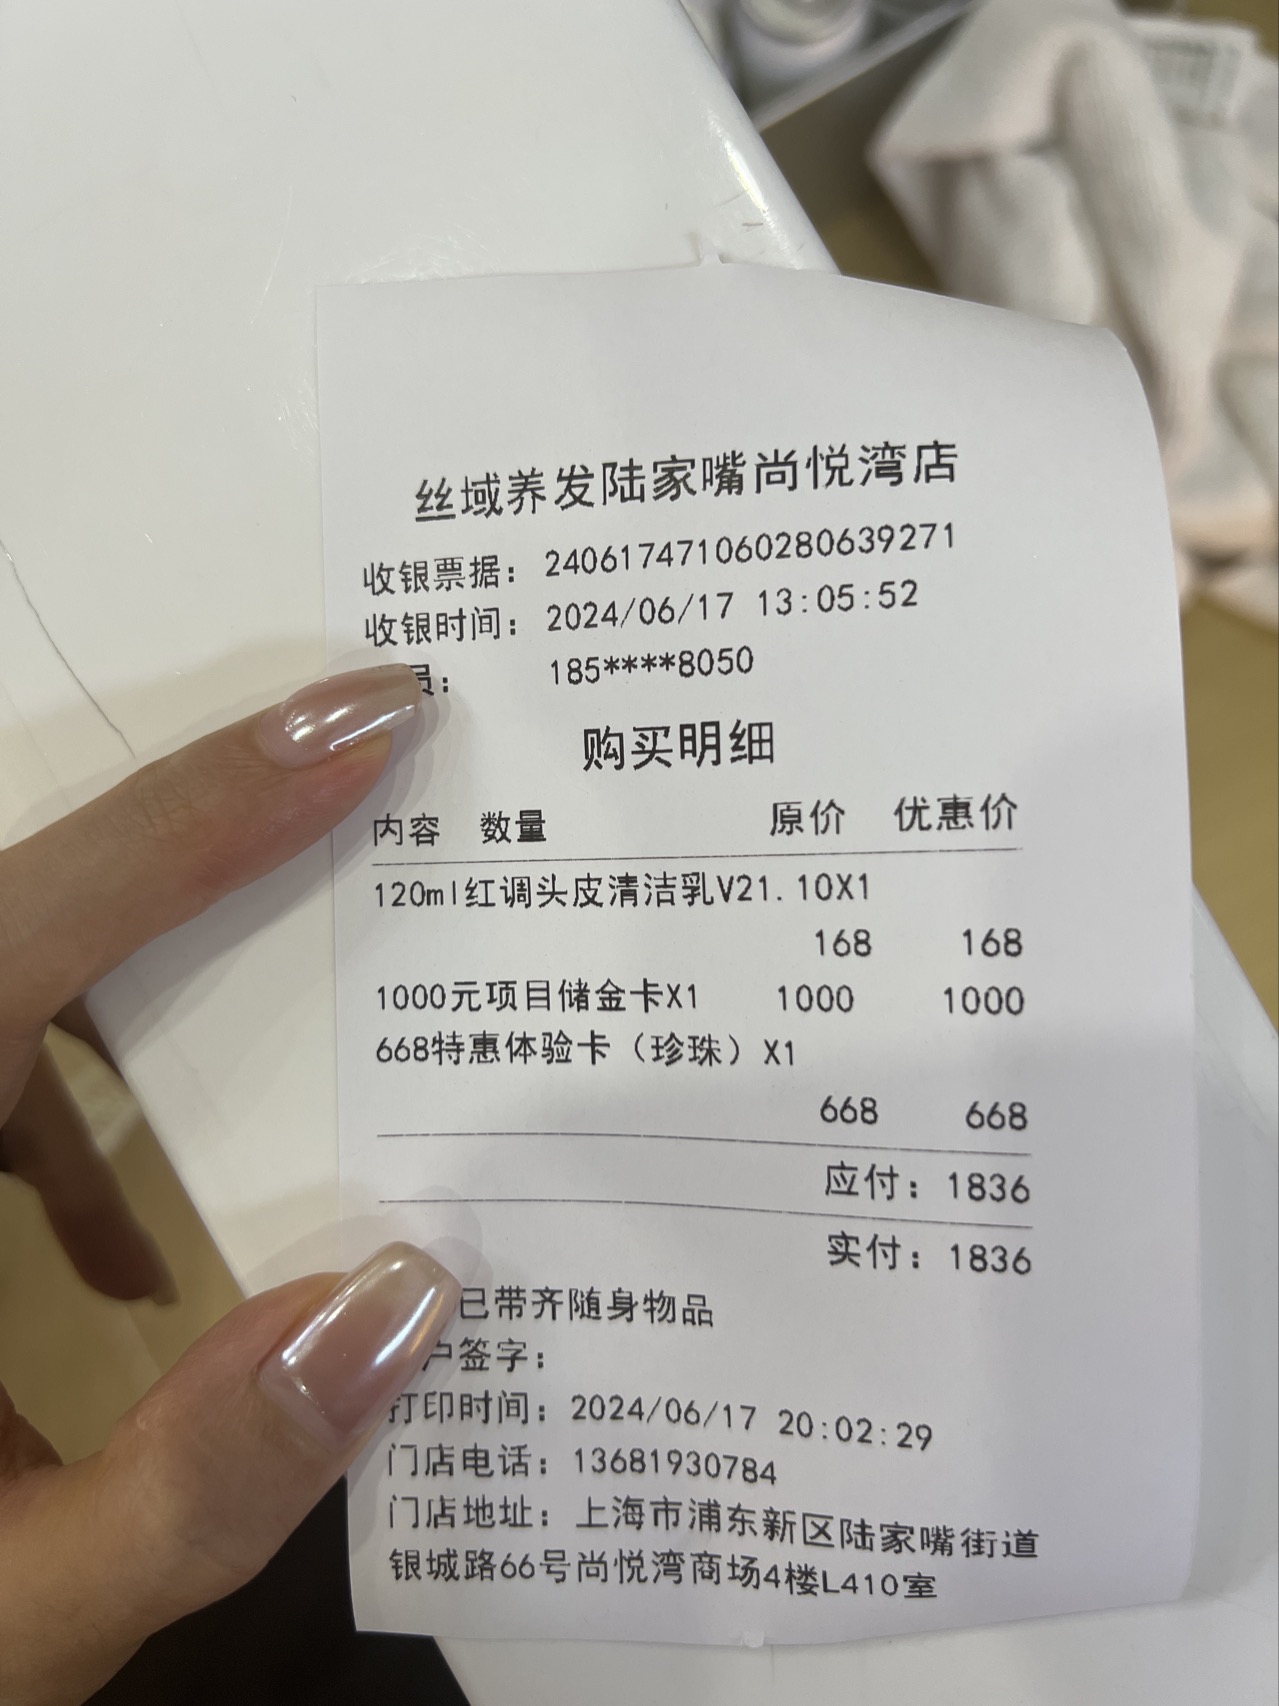 丝域养发陆家嘴尚悦湾店
收银票据：240617471060280639271
收银时间：2024/06/17 13:05:52
员：185****8050
购买明细
内容 数量 原价 优惠价
120ml红调头皮清洁乳V21.10X1
168 168
1000元项目储金卡X1 1000 1000
668特惠体验卡（珍珠）X1
668 668
应付：1836
实付：1836
已带齐随身物品
户签字：
打印时间：2024/06/17 20:02:29
门店电话：13681930784
门店地址：上海市浦东新区陆家嘴街道
银城路66号尚悦湾商场4楼L410室